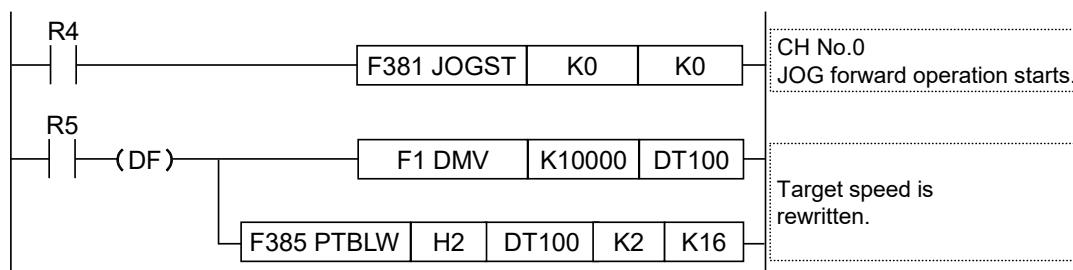 R4
F381 JOGST K0 K0
CH No.0
JOG forward operation starts.
R5
(DF)
F1 DMV K10000 DT100
Target speed is
rewritten.
F385 PTBLW H2 DT100 K2 K16